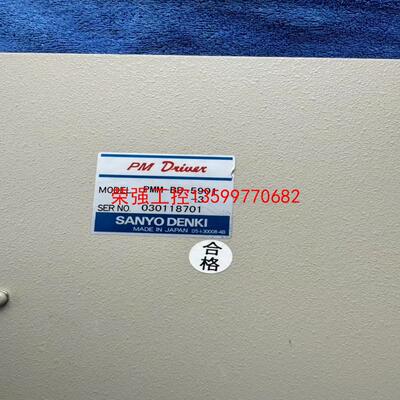 PM Driver
MODEL PMM-BD-5901
荣强工控13599770682
SER NO. 030118701
SANYO DENKI
MADE IN JAPAN
合格